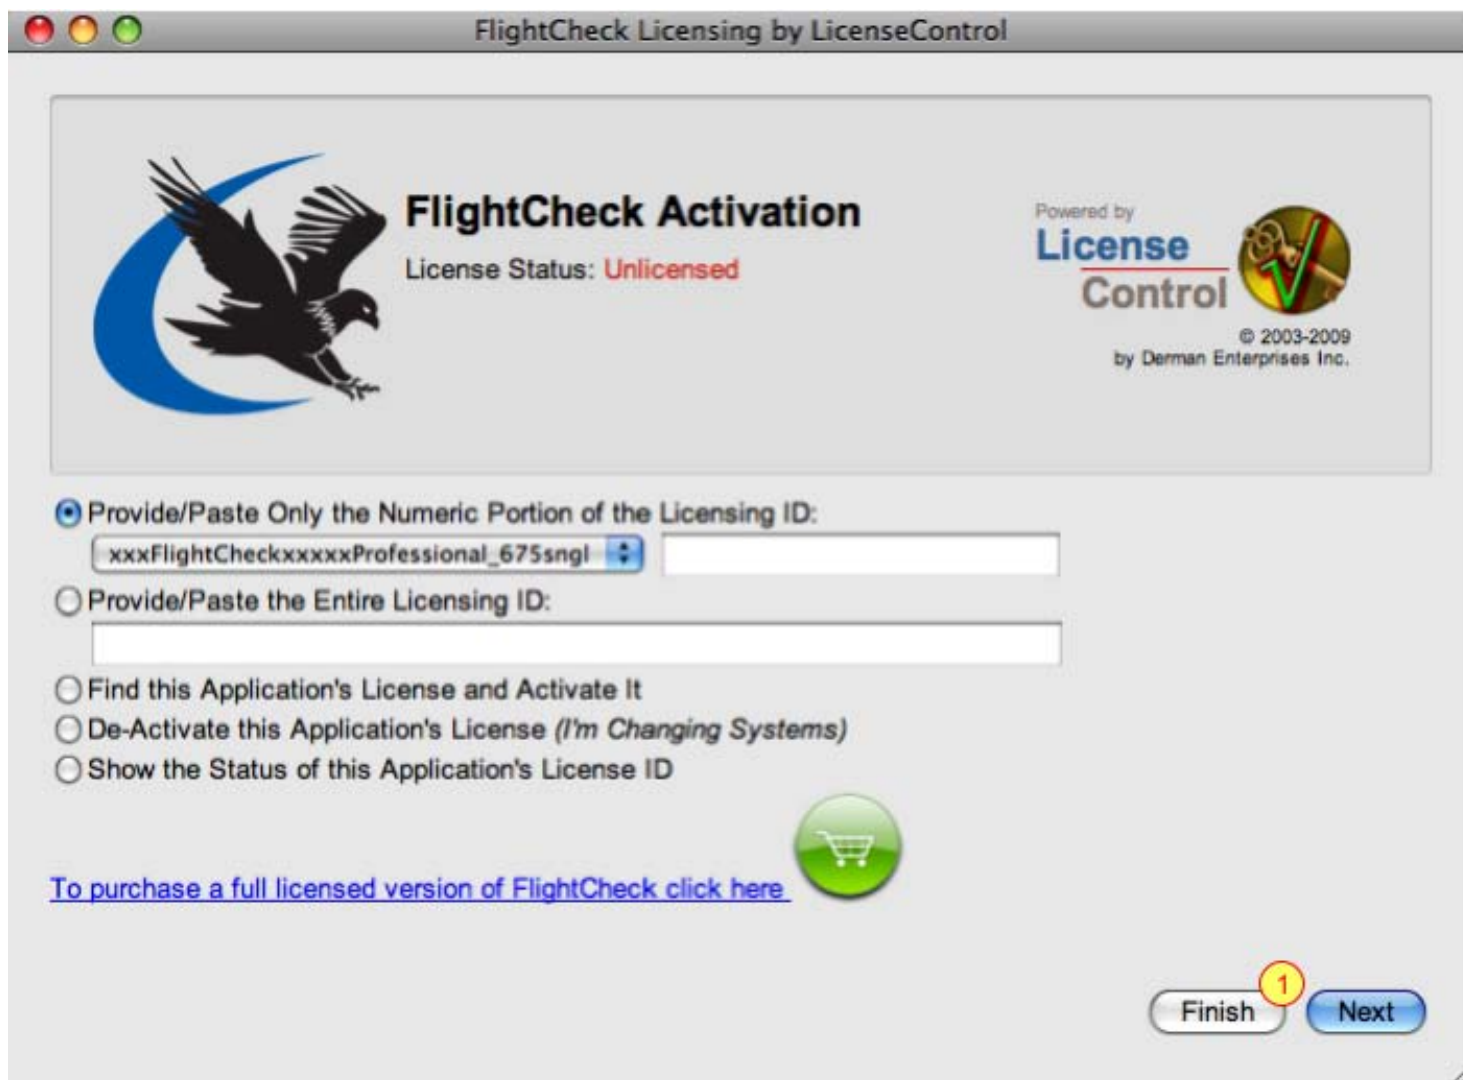 FlightCheck Licensing by LicenseControl
FlightCheck Activation
License Status: Unlicensed
Powered by
License
Control
© 2003-2009
by Derman Enterprises Inc.
Provide/Paste Only the Numeric Portion of the Licensing ID:
xxxFlightCheckxxxxxProfessional_675sngl
Provide/Paste the Entire Licensing ID:
Find this Application's License and Activate It
De-Activate this Application's License (I'm Changing Systems)
Show the Status of this Application's License ID
To purchase a full licensed version of FlightCheck click here
1
Finish
Next